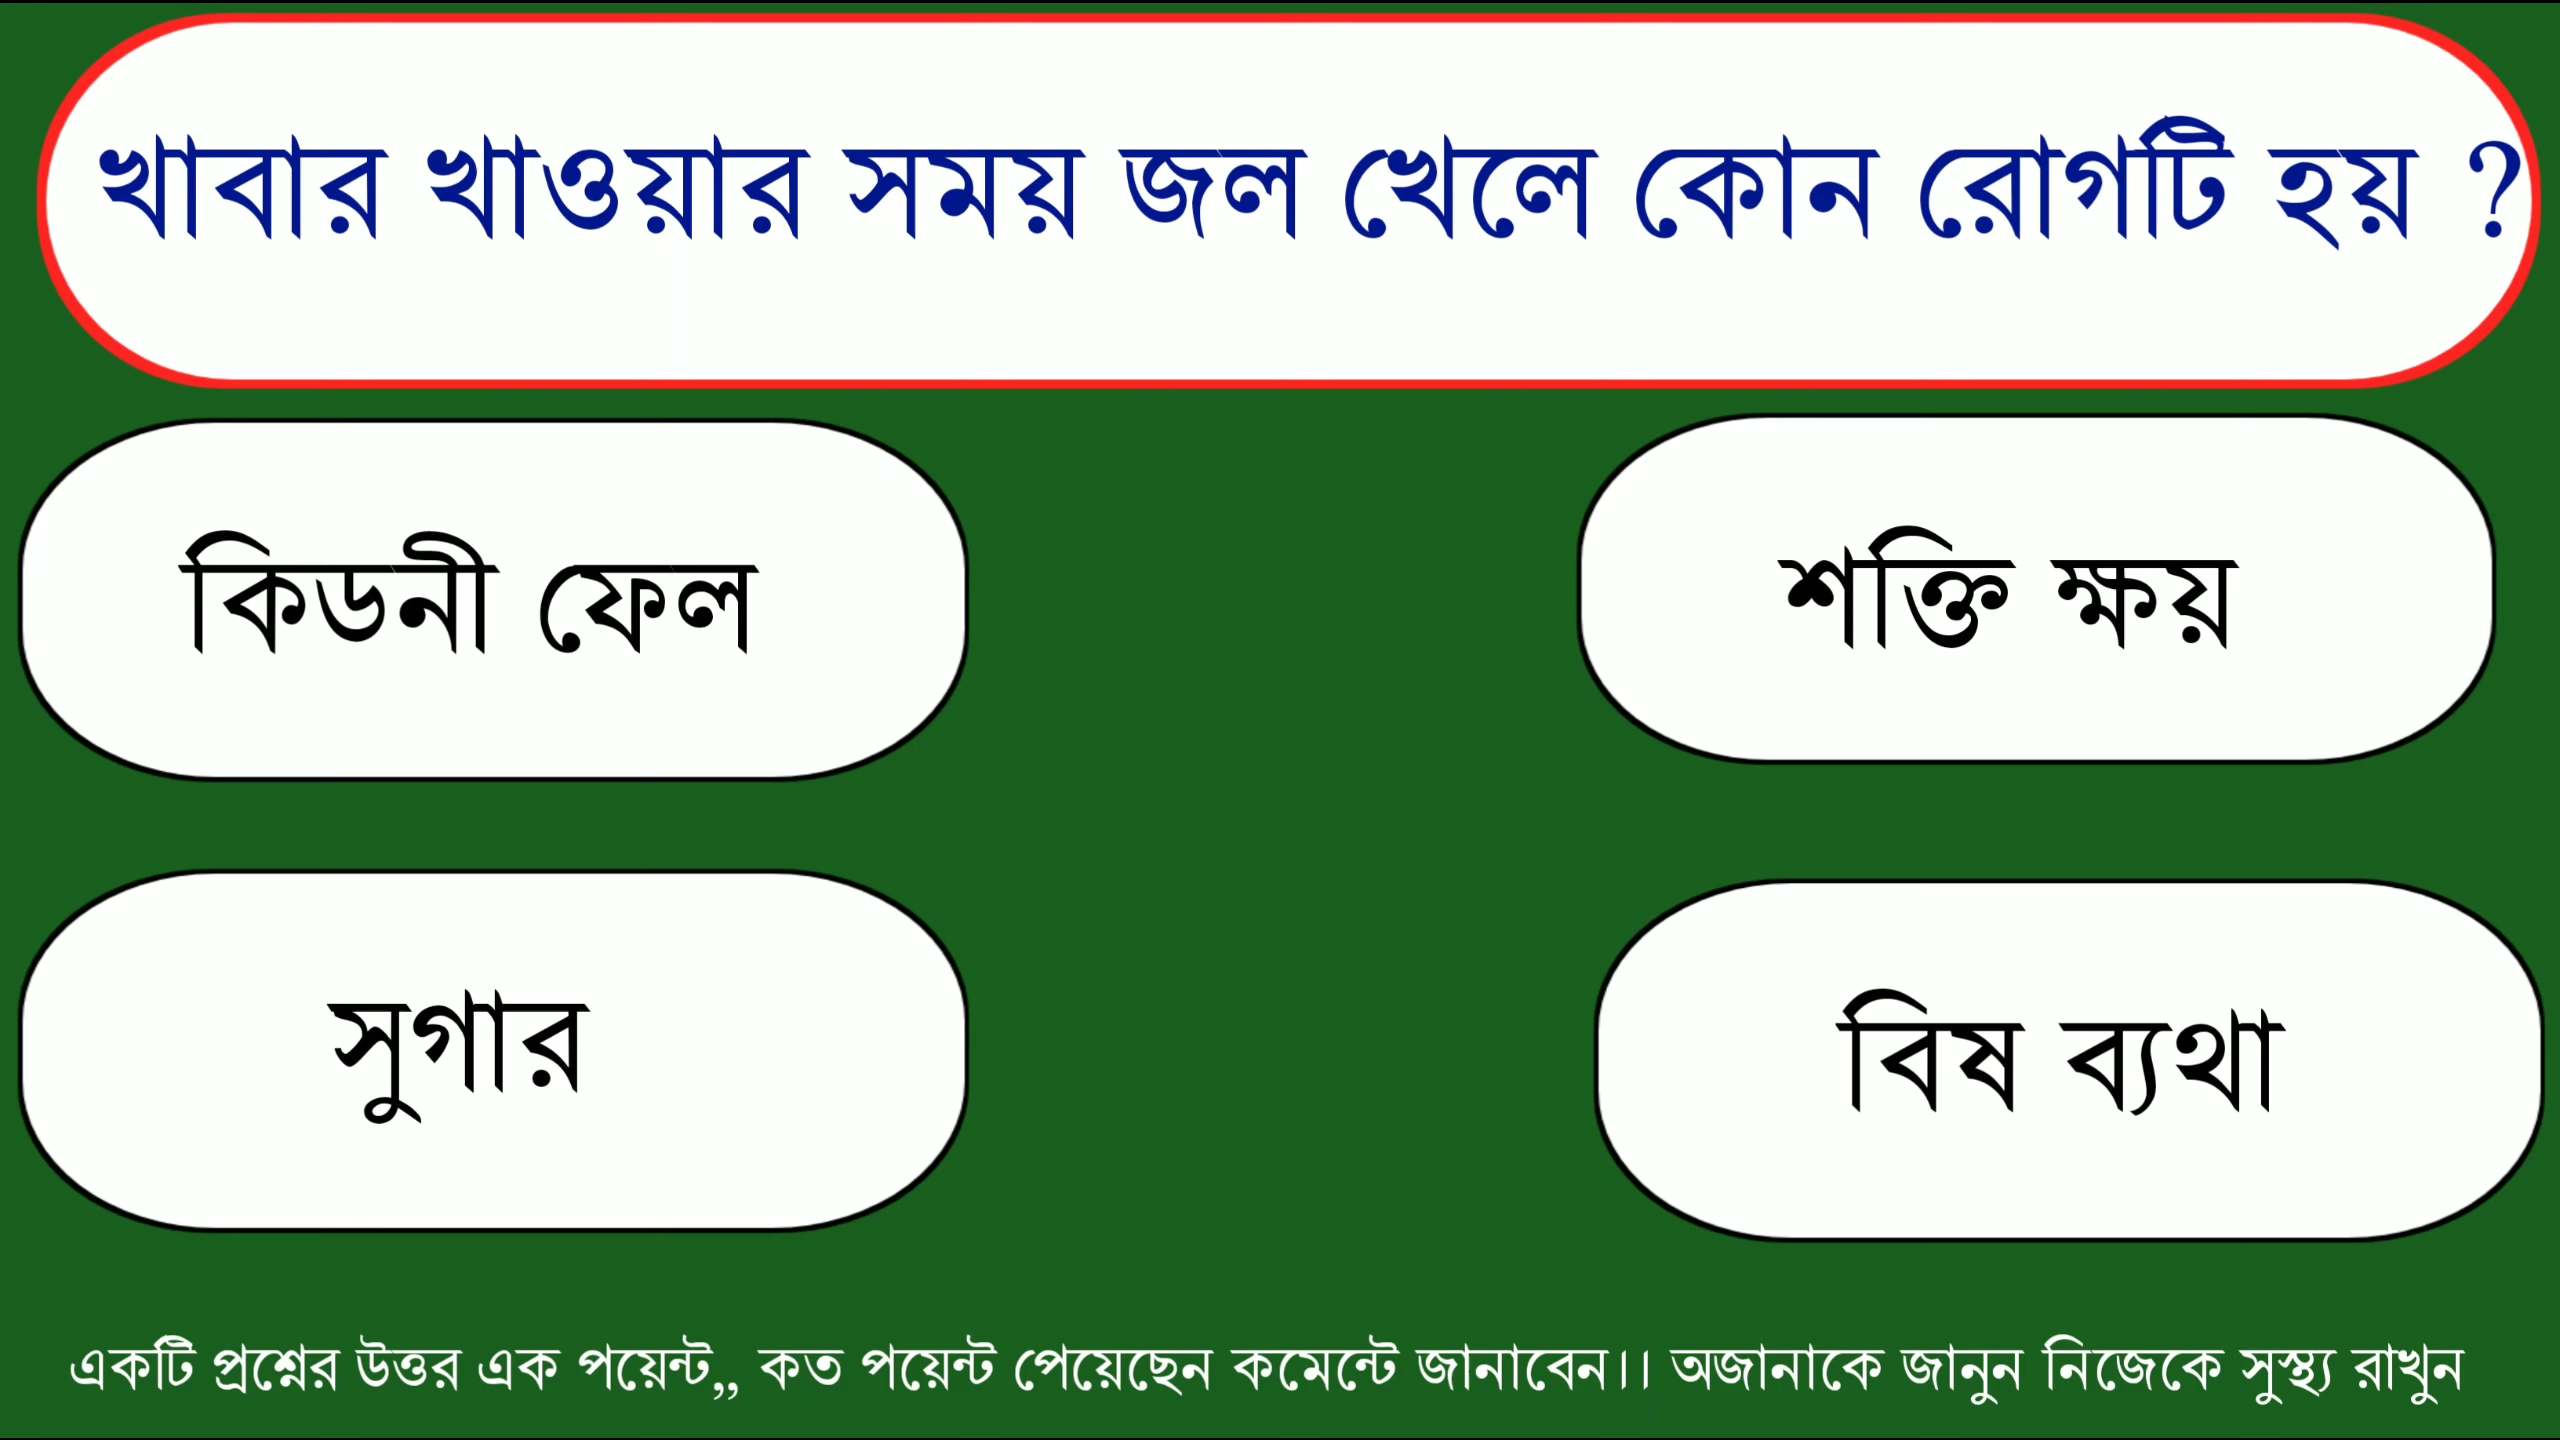 খাবার খাওয়ার সময় জল খেলে কোন রোগটি হয় ?
কিডনী ফেল
শক্তি ক্ষয়
সুগার
বিষ ব্যথা
একটি প্রশ্নের উত্তর এক পয়েন্ট,, কত পয়েন্ট পেয়েছেন কমেন্টে জানাবেন।। অজানাকে জানুন নিজেকে সুস্থ্য রাখুন